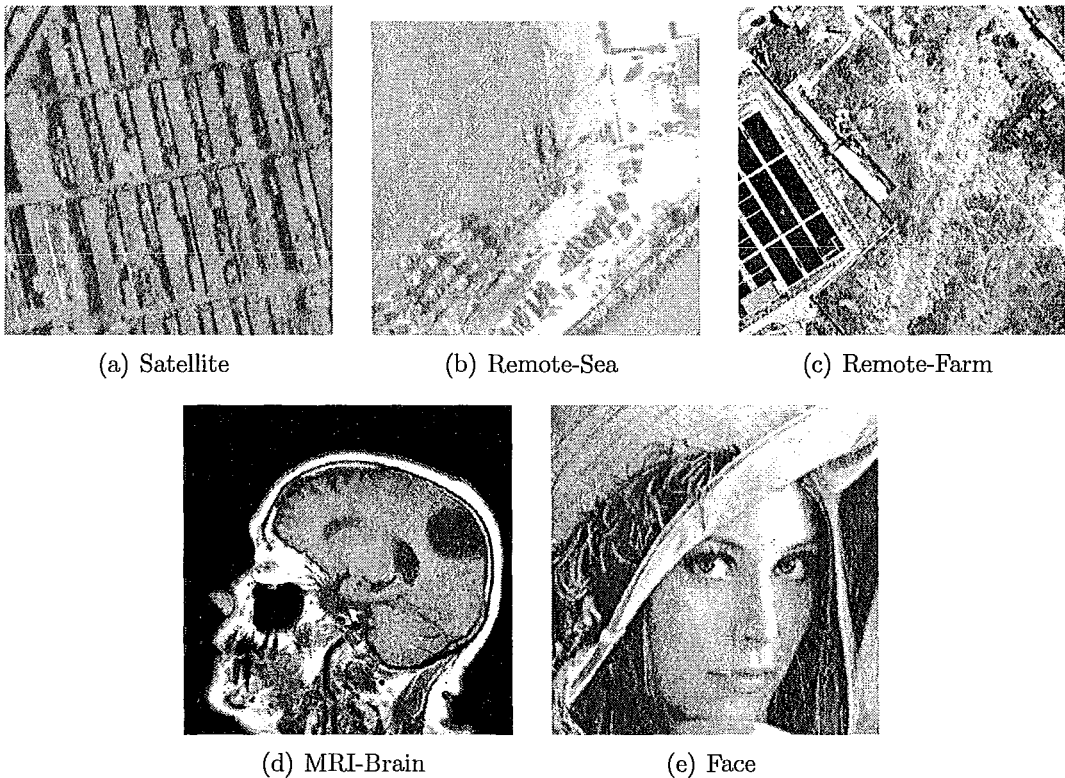 (a) Satellite
(b) Remote-Sea
(c) Remote-Farm
(d) MRI-Brain
(e) Face